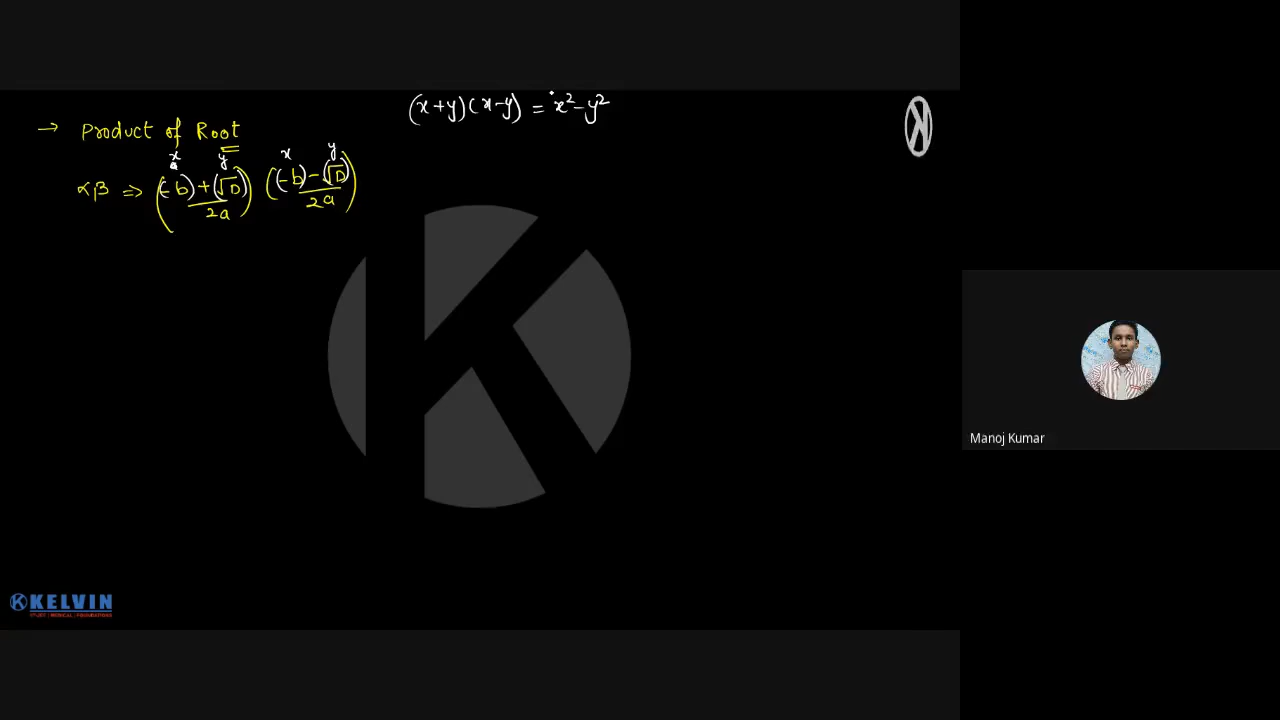 (x+y)(x-y) = x²-y²
→ Product of Root
x y x y
αβ ⇒ ((-b)+(√D)/2a) ((-b)-(√D)/2a)
Manoj Kumar
KELVIN